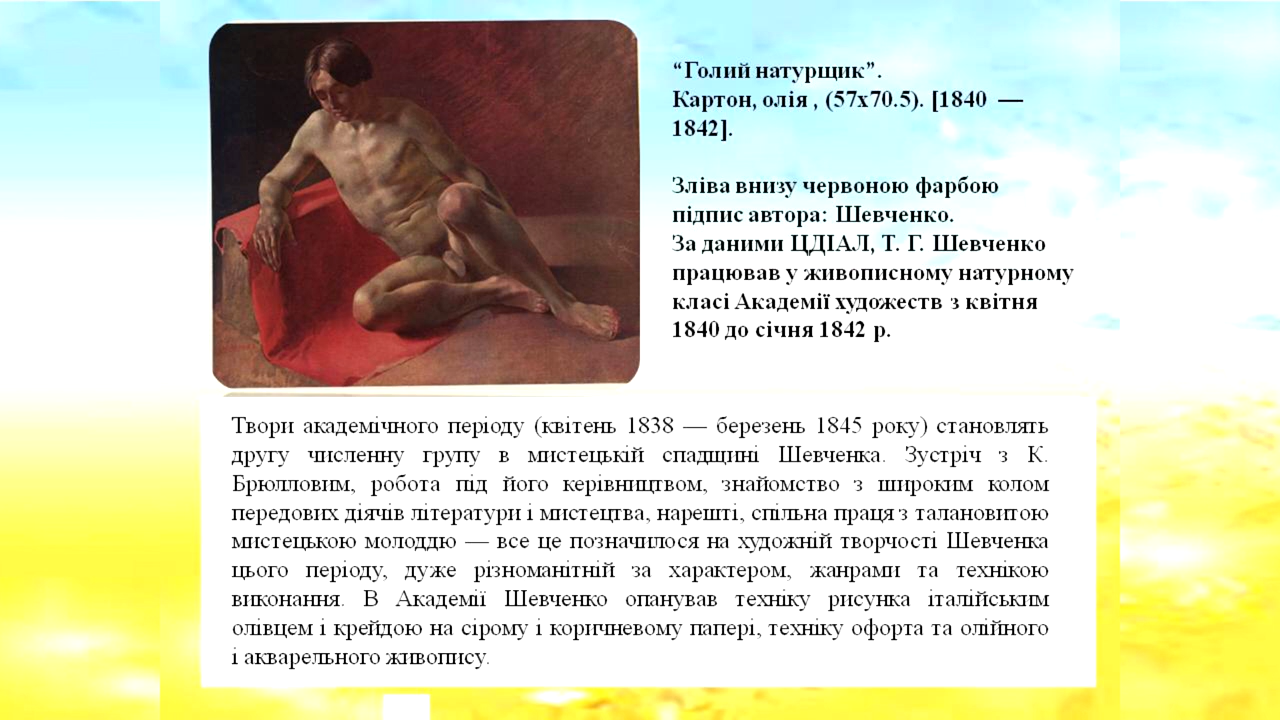 “Голий натурщик”.
Картон, олія , (57х70.5). [1840 —
1842].
Зліва внизу червоною фарбою
підпис автора: Шевченко.
За даними ЦДІАЛ, Т. Г. Шевченко
працював у живописному натурному
класі Академії художеств з квітня
1840 до січня 1842 р.
Твори академічного періоду (квітень 1838 — березень 1845 року) становлять
другу численну групу в мистецькій спадщині Шевченка. Зустріч з К.
Брюлловим, робота під його керівництвом, знайомство з широким колом
передових діячів літератури і мистецтва, нарешті, спільна праця з талановитою
мистецькою молоддю — все це позначилося на художній творчості Шевченка
цього періоду, дуже різноманітній за характером, жанрами та технікою
виконання. В Академії Шевченко опанував техніку рисунка італійським
олівцем і крейдою на сірому і коричневому папері, техніку офорта та олійного
і акварельного живопису.